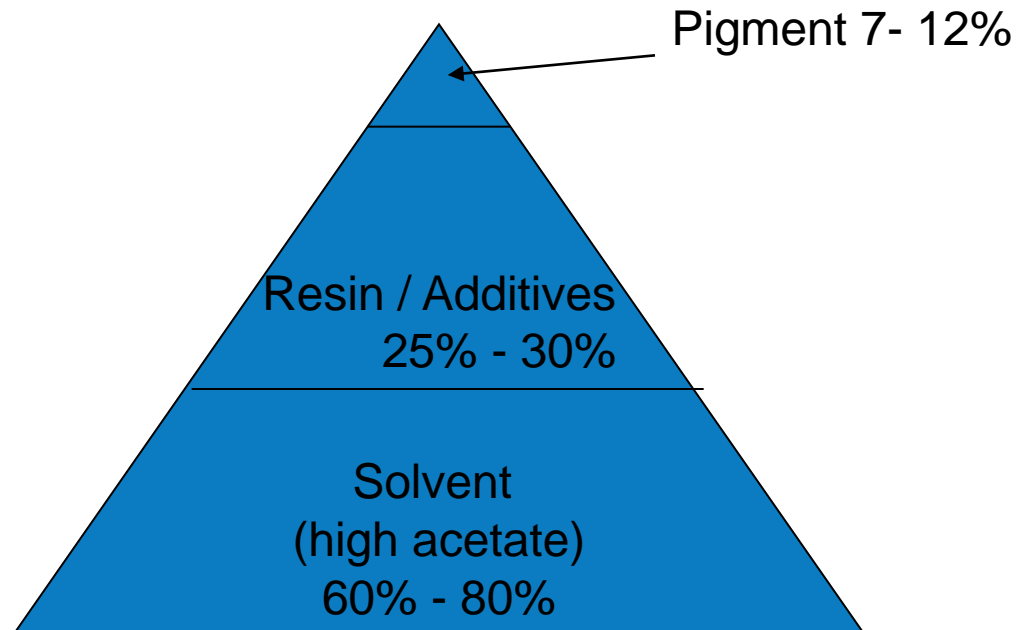 Pigment 7- 12%
Resin / Additives
25% - 30%
Solvent
(high acetate)
60% - 80%